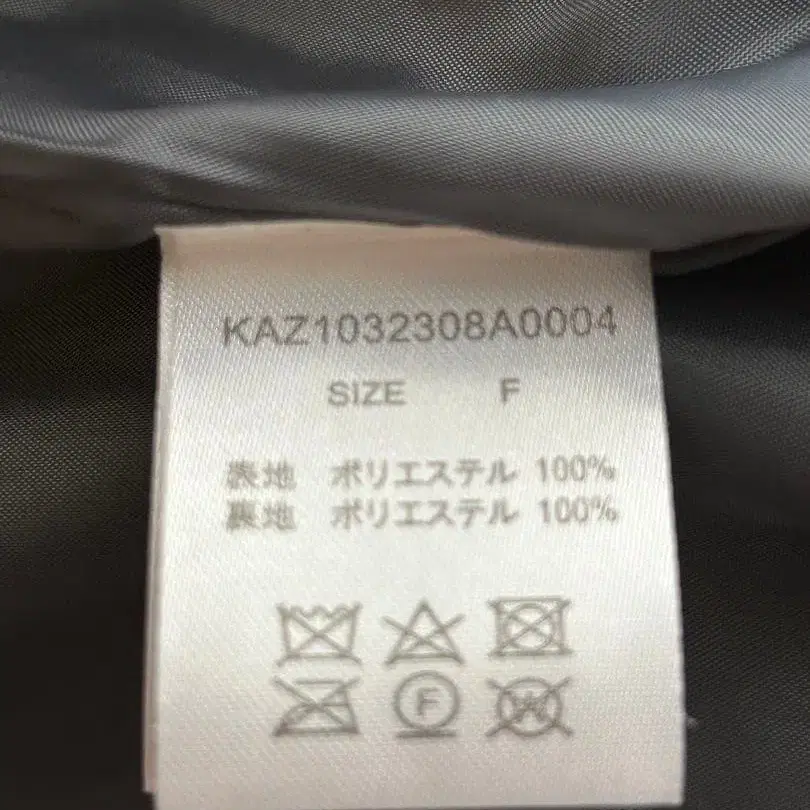 KAZ1032308A0004
SIZE F
表地 ポリエステル 100%
裏地 ポリエステル 100%
F
W